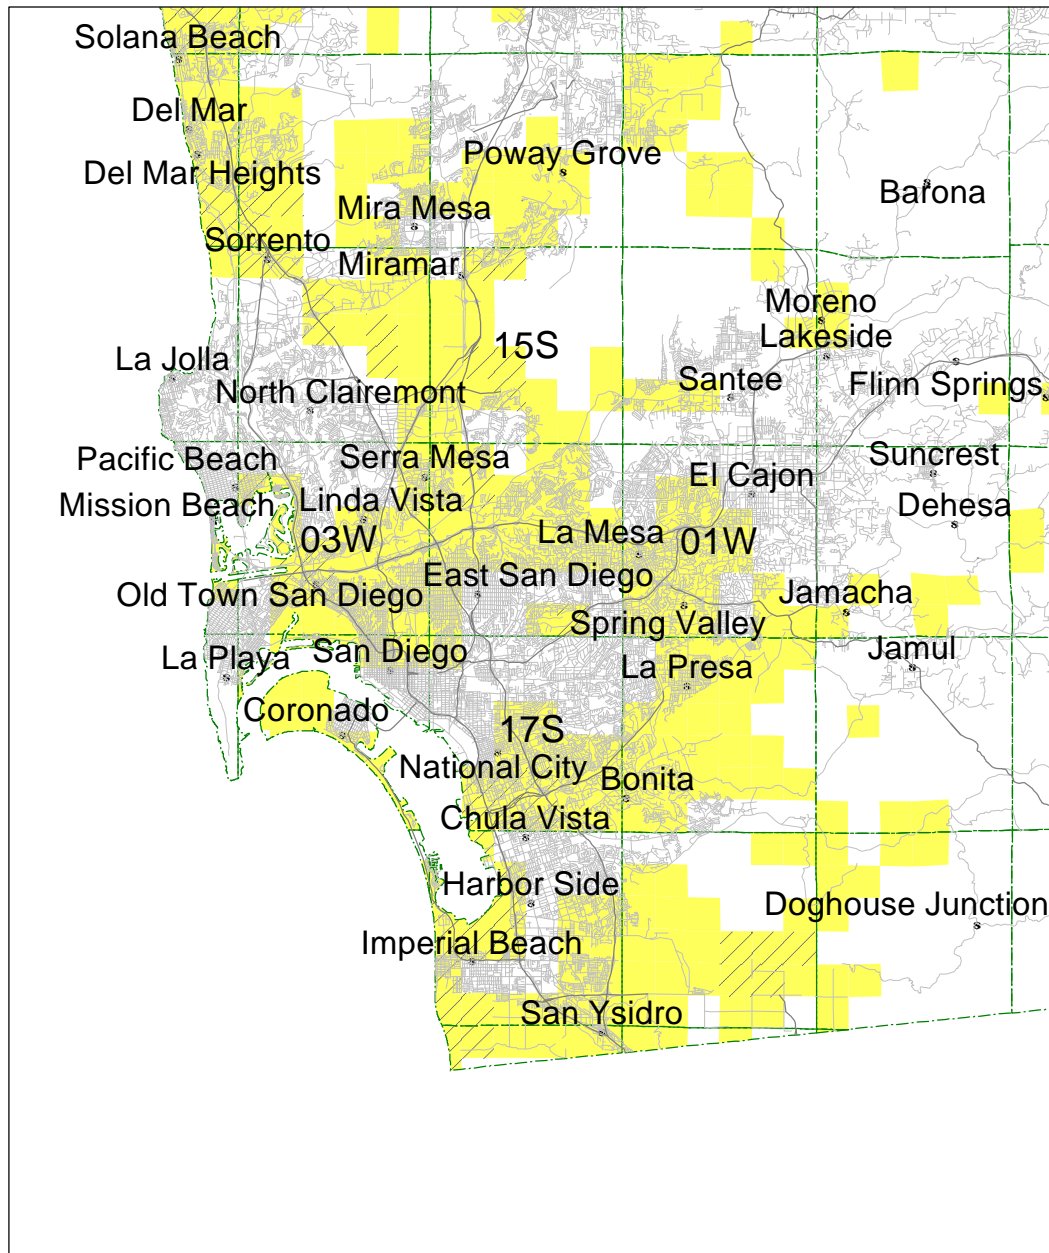 Solana Beach
Del Mar
Poway Grove
Del Mar Heights
Barona
Mira Mesa
Sorrento
Miramar
Moreno
15S
Lakeside
La Jolla
Santee
Flinn Springs
North Clairemont
Pacific Beach
Serra Mesa
Suncrest
El Cajon
Mission Beach
Linda Vista
Dehesa
La Mesa
03W
01W
East San Diego
Old Town San Diego
Jamacha
Spring Valley
La Playa
San Diego
Jamul
La Presa
Coronado
17S
National City
Bonita
Chula Vista
Harbor Side
Doghouse Junction
Imperial Beach
San Ysidro